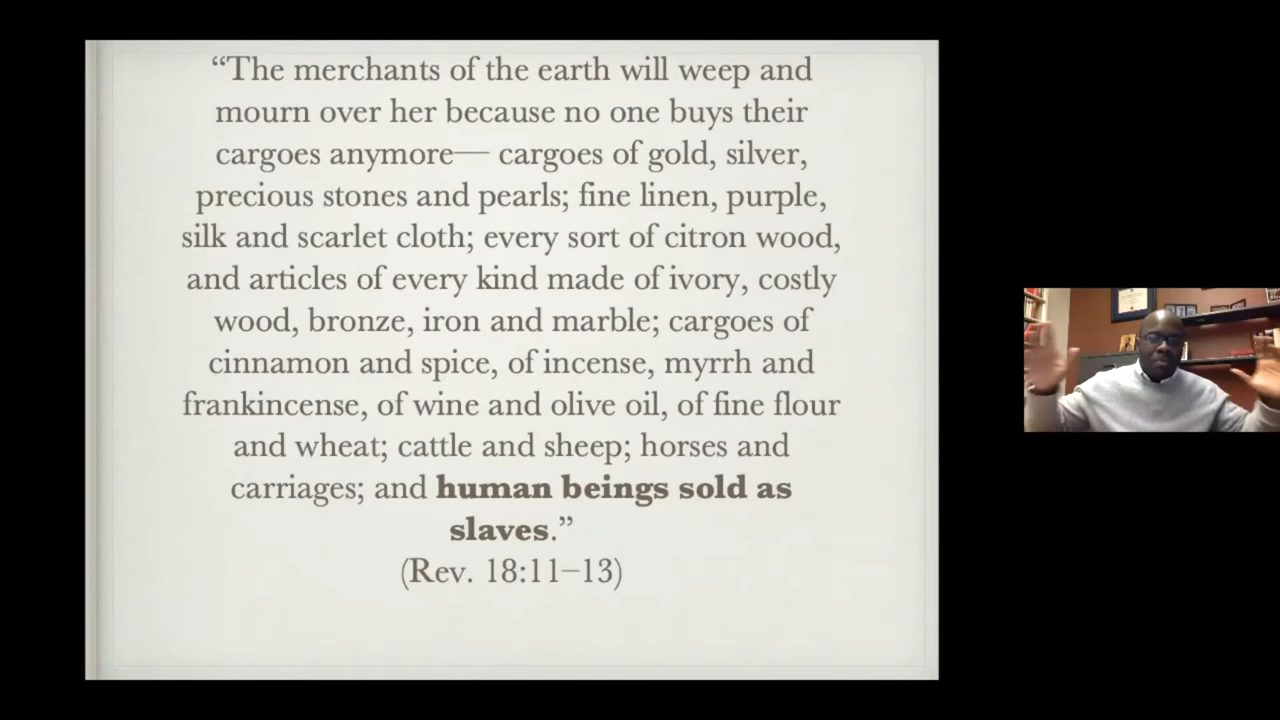 “The merchants of the earth will weep and
mourn over her because no one buys their
cargoes anymore— cargoes of gold, silver,
precious stones and pearls; fine linen, purple,
silk and scarlet cloth; every sort of citron wood,
and articles of every kind made of ivory, costly
wood, bronze, iron and marble; cargoes of
cinnamon and spice, of incense, myrrh and
frankincense, of wine and olive oil, of fine flour
and wheat; cattle and sheep; horses and
carriages; and human beings sold as
slaves.”
(Rev. 18:11–13)